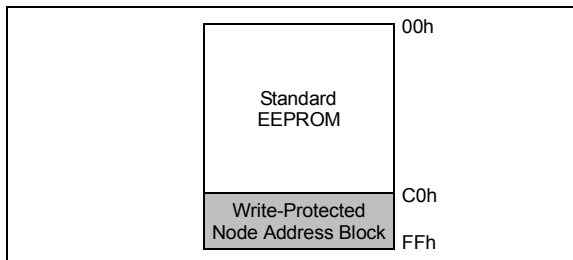 00h
Standard
EEPROM
C0h
Write-Protected
Node Address Block
FFh